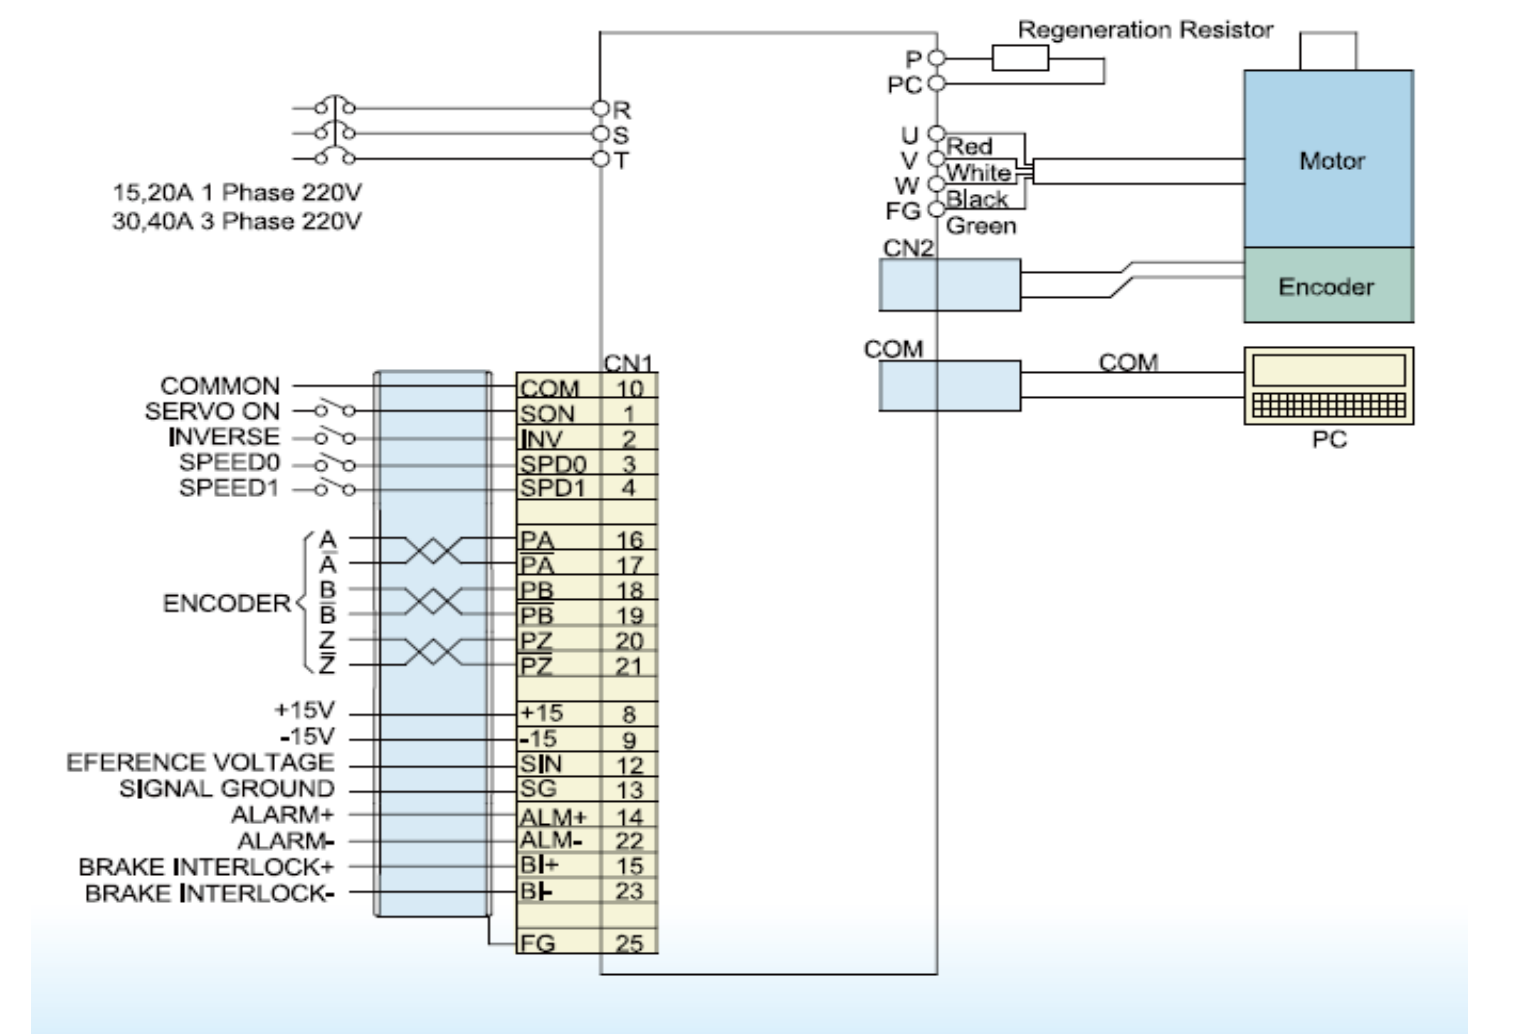 Regeneration Resistor
P
PC
R
S
T
U
Red
V
White
W
Black
FG
Green
Motor
15,20A 1 Phase 220V
30,40A 3 Phase 220V
CN2
Encoder
COM
COM
PC
CN1
COMMON COM 10
SERVO ON SON 1
INVERSE INV 2
SPEED0 SPD0 3
SPEED1 SPD1 4
ENCODER
A PA 16
A̅ P̅A̅ 17
B PB 18
B̅ P̅B̅ 19
Z PZ 20
Z̅ P̅Z̅ 21
+15V +15 8
-15V -15 9
EFERENCE VOLTAGE SIN 12
SIGNAL GROUND SG 13
ALARM+ ALM+ 14
ALARM- ALM- 22
BRAKE INTERLOCK+ BI+ 15
BRAKE INTERLOCK- BI- 23
FG 25